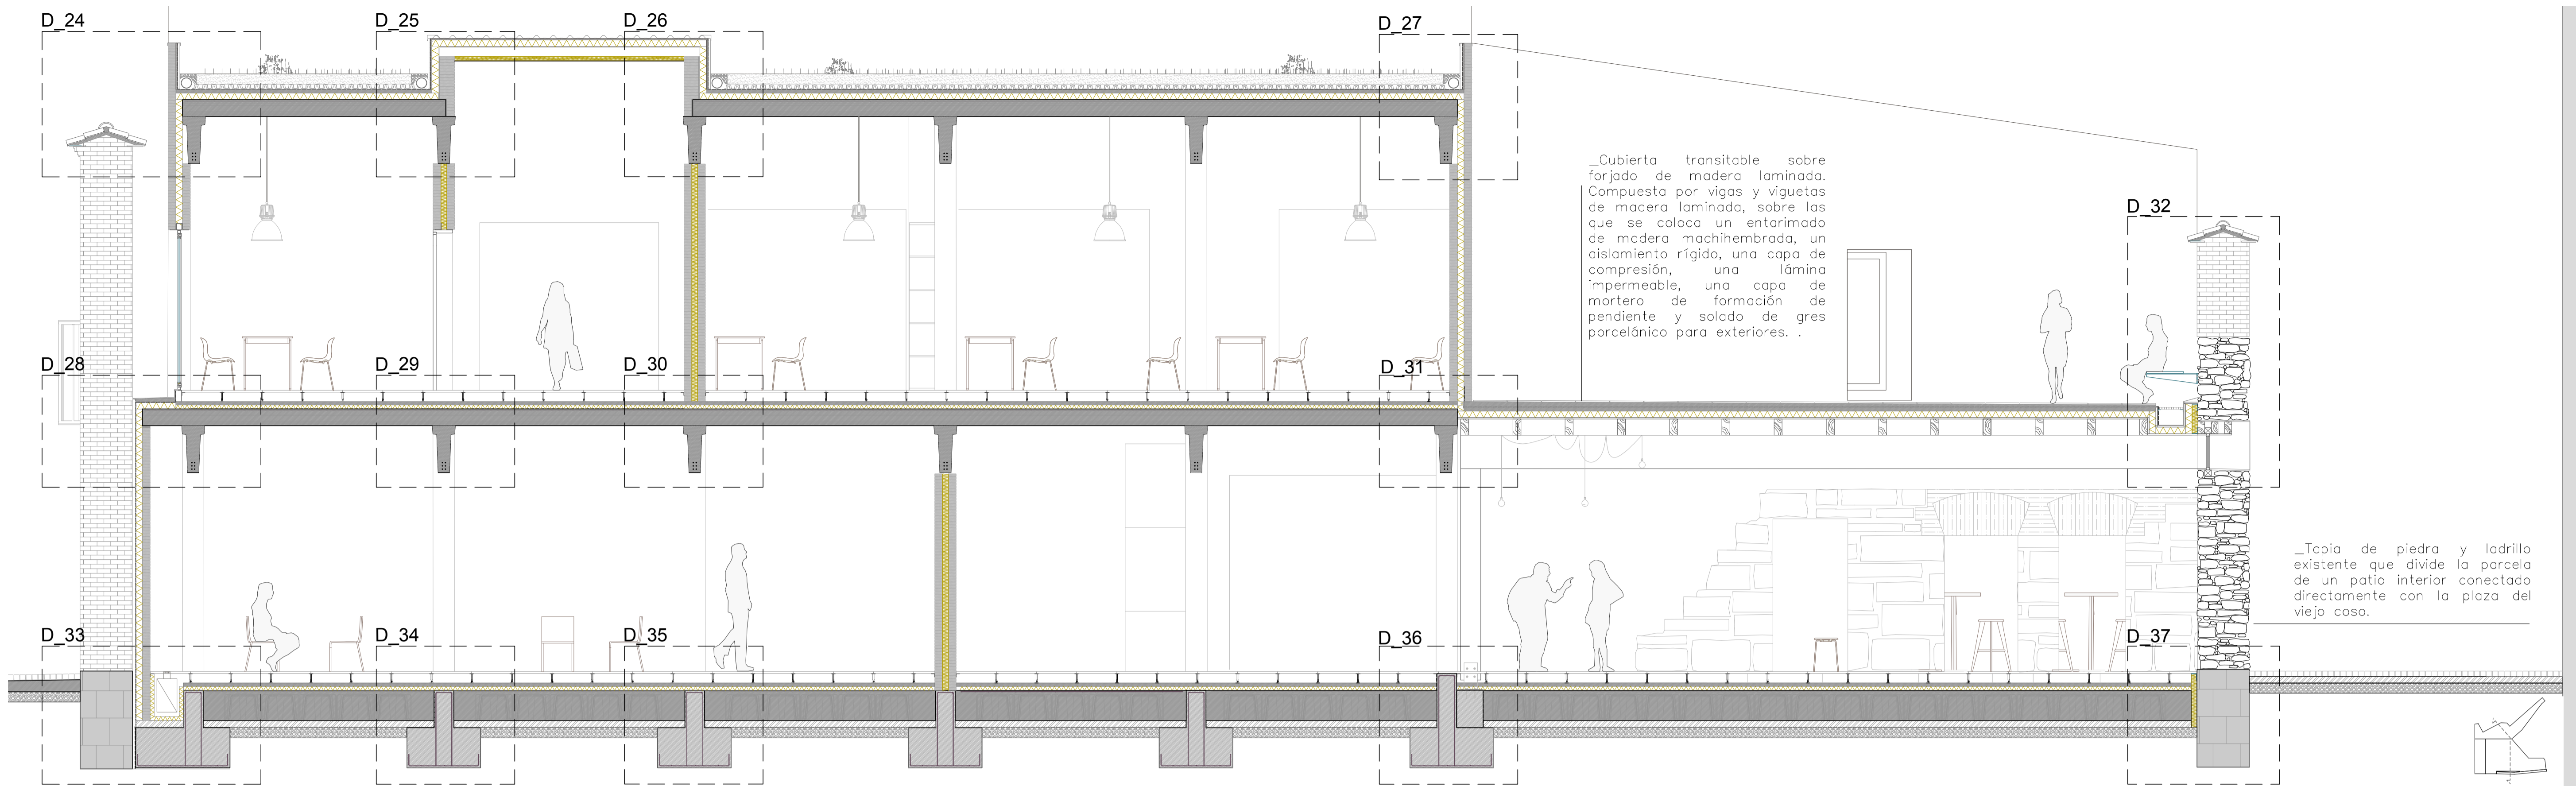 D_24
D_25
D_26
D_27
_Cubierta transitable sobre
forjado de madera laminada.
Compuesta por vigas y viguetas
de madera laminada, sobre las
que se coloca un entarimado
de madera machihembrada, un
aislamiento rígido, una capa de
compresión, una lámina
impermeable, una capa de
mortero de formación de
pendiente y solado de gres
porcelánico para exteriores. .
D_32
D_28
D_29
D_30
D_31
_Tapia de piedra y ladrillo
existente que divide la parcela
de un patio interior conectado
directamente con la plaza del
viejo coso.
D_33
D_34
D_35
D_36
D_37